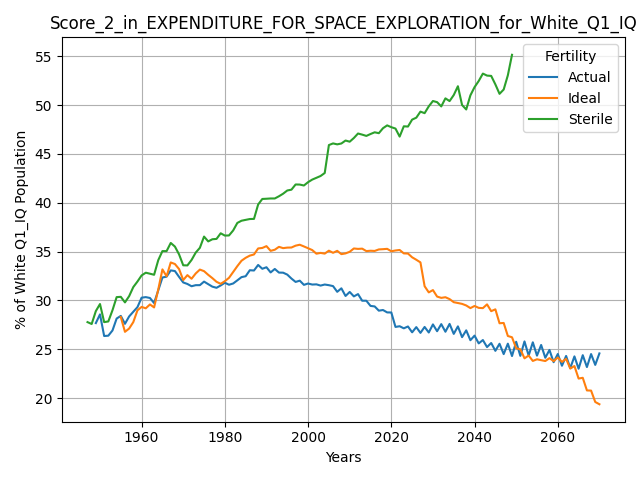 Score_2_in_EXPENDITURE_FOR_SPACE_EXPLORATION_for_White_Q1_IQ
Fertility
Actual
Ideal
Sterile
% of White Q1_IQ Population
55
50
45
40
35
30
25
20
1960 1980 2000 2020 2040 2060
Years